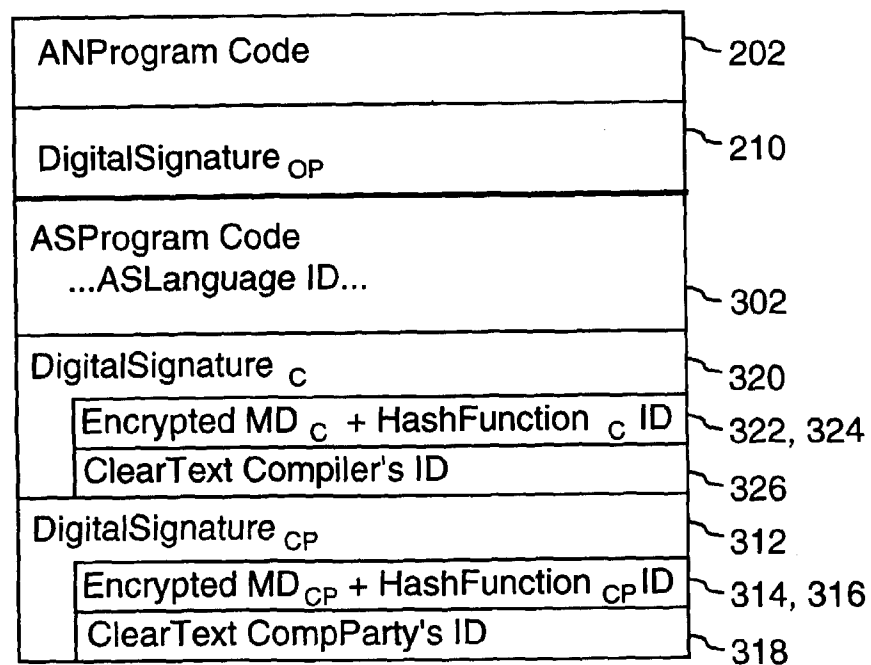 ANProgram Code 202
DigitalSignature OP 210
ASProgram Code
...ASLanguage ID... 302
DigitalSignature C 320
Encrypted MD C + HashFunction C ID 322, 324
ClearText Compiler's ID 326
DigitalSignature CP 312
Encrypted MD CP + HashFunction CP ID 314, 316
ClearText CompParty's ID 318